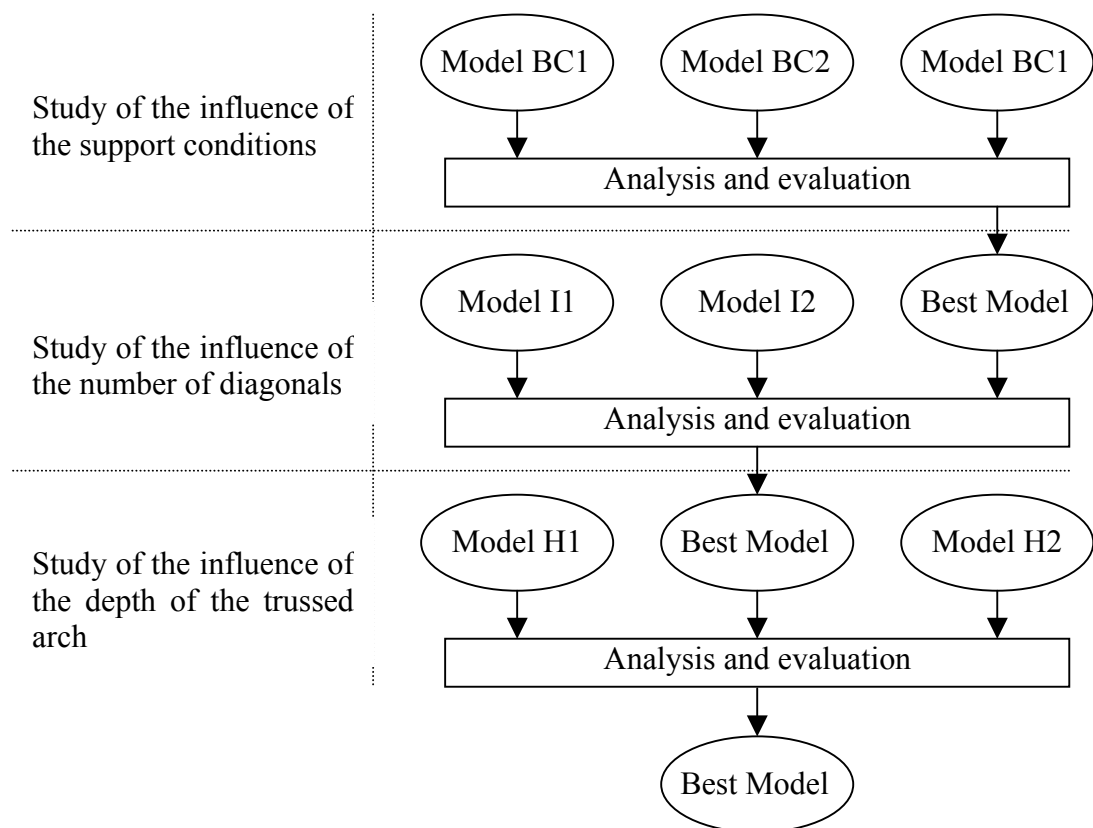 Model BC1
Model BC2
Model BC1
Study of the influence of
the support conditions
Analysis and evaluation
Model I1
Model I2
Best Model
Study of the influence of
the number of diagonals
Analysis and evaluation
Model H1
Best Model
Model H2
Study of the influence of
the depth of the trussed
arch
Analysis and evaluation
Best Model